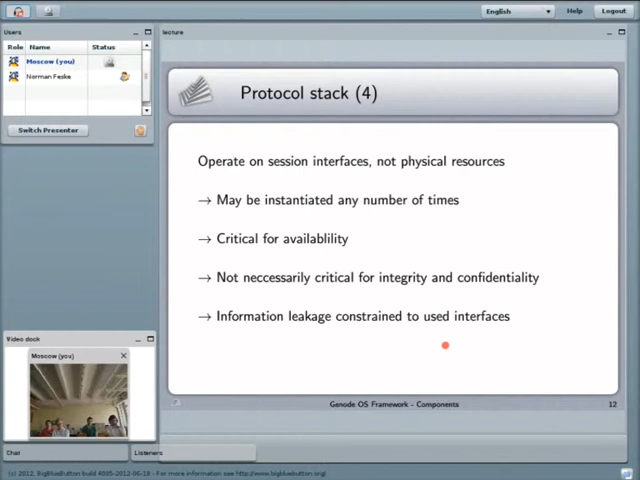 English
Help
Logout
Users
Role Name Status
Moscow (you)
Norman Feske
Switch Presenter
Video dock
Moscow (you)
Chat
Listeners
lecture
Protocol stack (4)
Operate on session interfaces, not physical resources
→ May be instantiated any number of times
→ Critical for availablility
→ Not neccessarily critical for integrity and confidentiality
→ Information leakage constrained to used interfaces
Genode OS Framework - Components 12
(c) 2012, BigBlueButton build 4005-2012-06-19 - For more information see http://www.bigbluebutton.org/